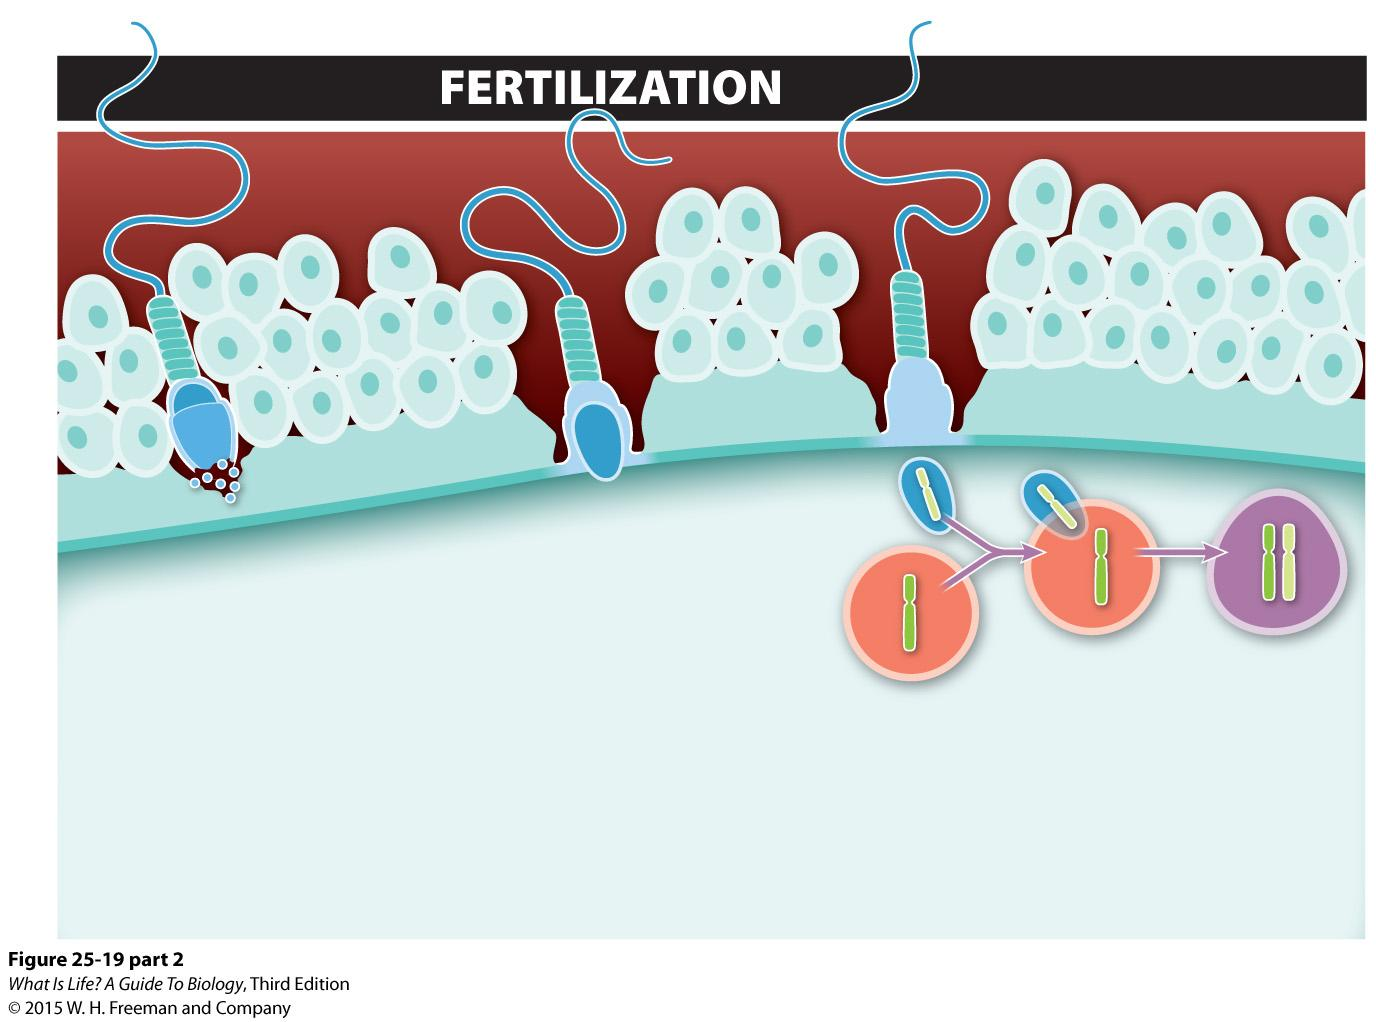 FERTILIZATION
Figure 25-19 part 2
What Is Life? A Guide To Biology, Third Edition
© 2015 W. H. Freeman and Company